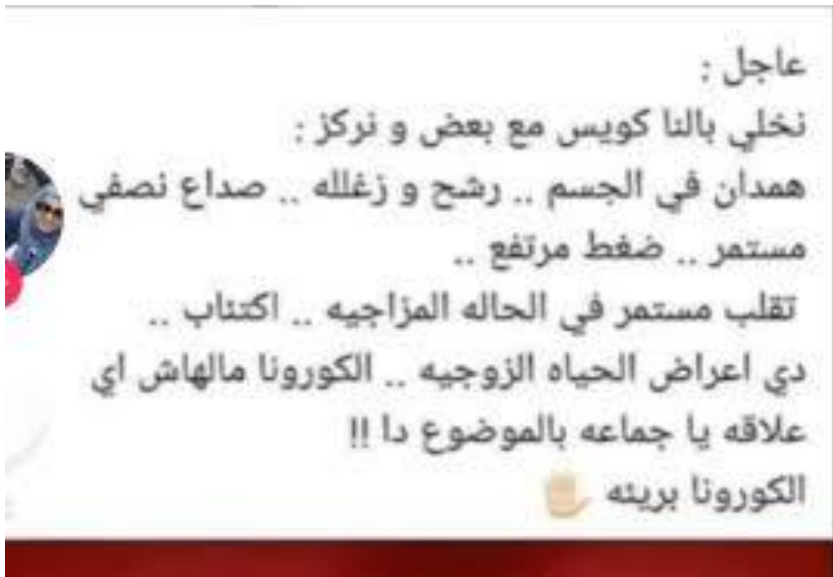 عاجل :
نخلي بالنا كويس مع بعض و نركز :
همدان في الجسم .. رشح و زغلله .. صداع نصفي
مستمر .. ضغط مرتفع ..
تقلب مستمر في الحاله المزاجيه .. اكتئاب ..
دي اعراض الحياه الزوجيه .. الكورونا مالهاش اي
علاقه يا جماعه بالموضوع دا !!
الكورونا بريئه ✋🏻